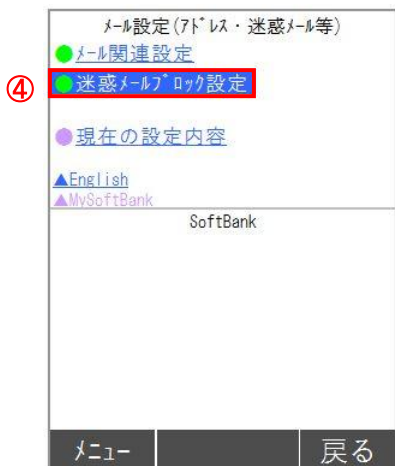 メール設定(アドレス・迷惑メール等)
●メール関連設定
④ ●迷惑メールブロック設定
●現在の設定内容
▲English
▲MySoftBank
SoftBank
メニュー 戻る